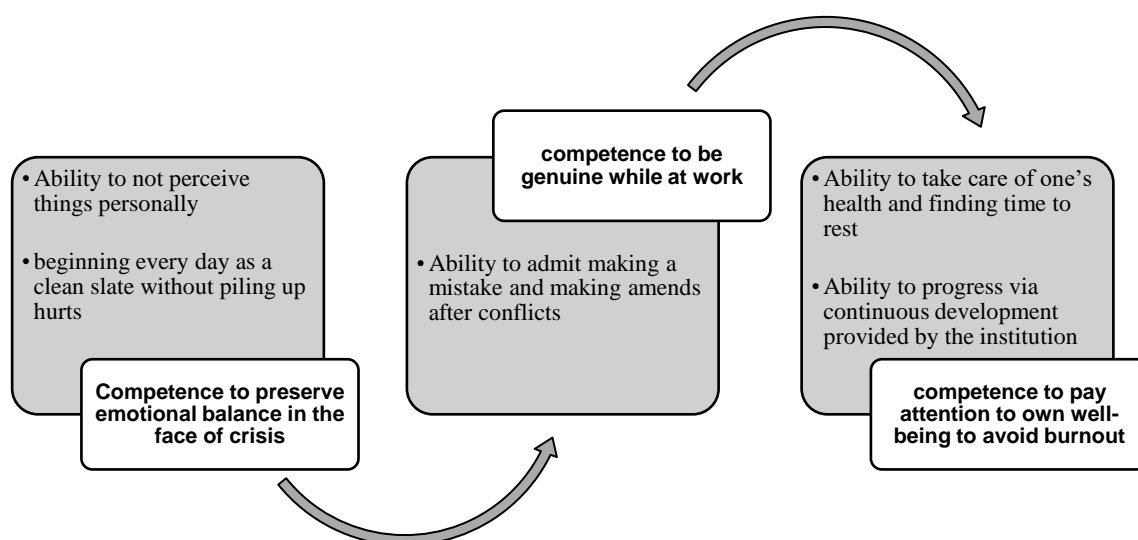 • Ability to not perceive
things personally
• beginning every day as a
clean slate without piling up
hurts
Competence to preserve
emotional balance in the
face of crisis
competence to be
genuine while at work
• Ability to admit making a
mistake and making amends
after conflicts
• Ability to take care of one’s
health and finding time to
rest
• Ability to progress via
continuous development
provided by the institution
competence to pay
attention to own well-
being to avoid burnout